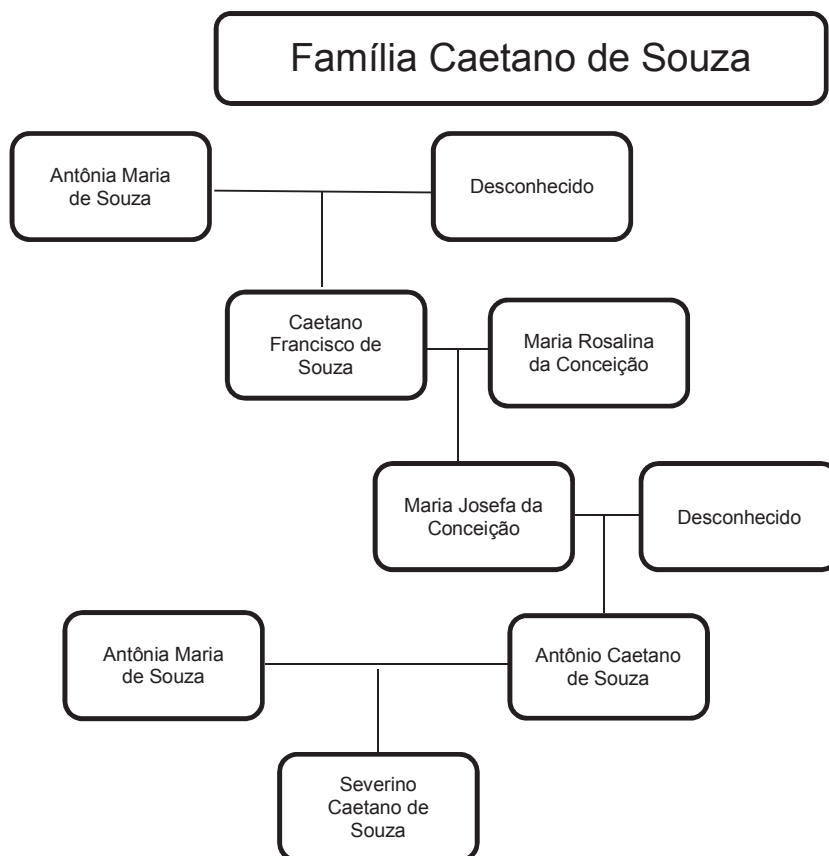 Família Caetano de Souza
Antônia Maria
de Souza
Desconhecido
Caetano
Francisco de
Souza
Maria Rosalina
da Conceição
Maria Josefa da
Conceição
Desconhecido
Antônia Maria
de Souza
Antônio Caetano
de Souza
Severino
Caetano de
Souza